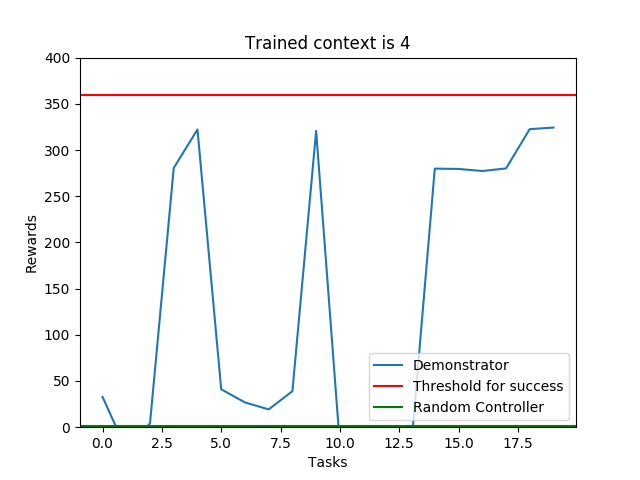 Trained context is 4
400
350
300
250
200
150
100
50
0
Rewards
Demonstrator
Threshold for success
Random Controller
0.0 2.5 5.0 7.5 10.0 12.5 15.0 17.5
Tasks